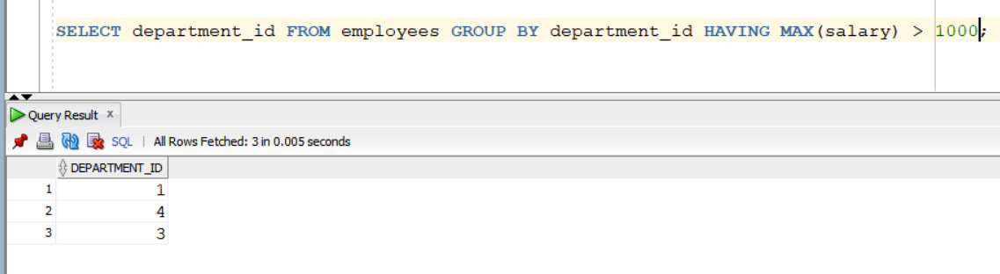 SELECT department_id FROM employees GROUP BY department_id HAVING MAX(salary) > 1000;
Query Result x
SQL | All Rows Fetched: 3 in 0.005 seconds
DEPARTMENT_ID
1 1
2 4
3 3